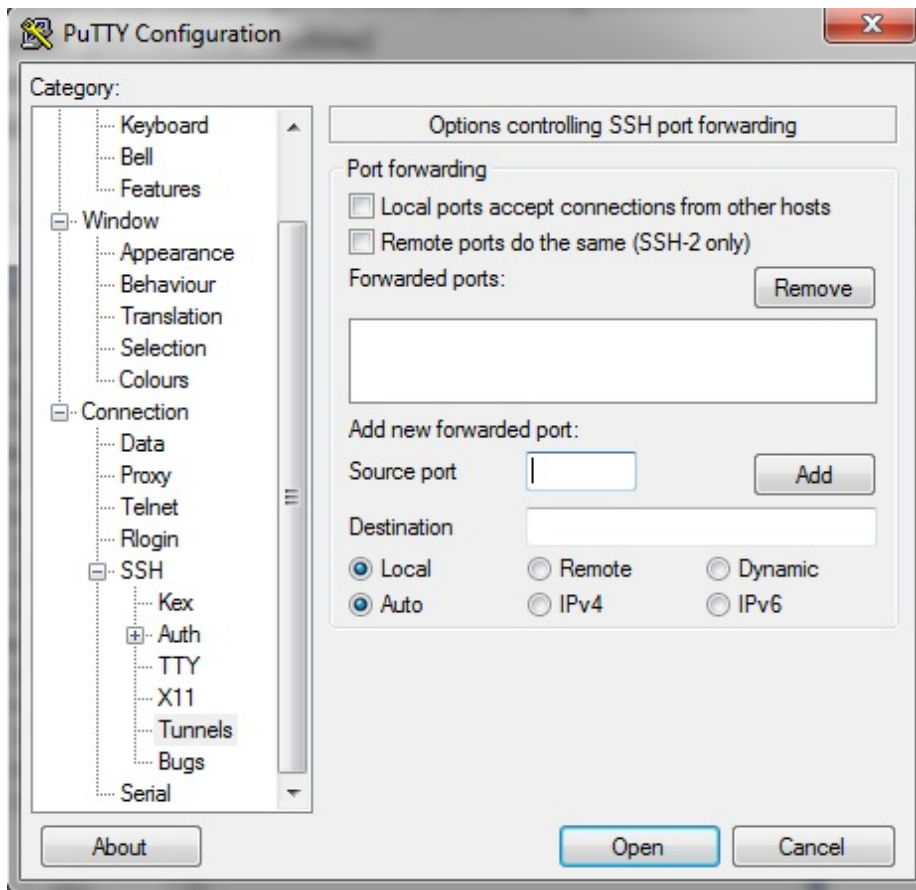 PuTTY Configuration
Category:
Keyboard
Bell
Features
Window
Appearance
Behaviour
Translation
Selection
Colours
Connection
Data
Proxy
Telnet
Rlogin
SSH
Kex
Auth
TTY
X11
Tunnels
Bugs
Serial
Options controlling SSH port forwarding
Port forwarding
Local ports accept connections from other hosts
Remote ports do the same (SSH-2 only)
Forwarded ports:
Remove
Add new forwarded port:
Source port
Add
Destination
Local Remote Dynamic
Auto IPv4 IPv6
About
Open
Cancel